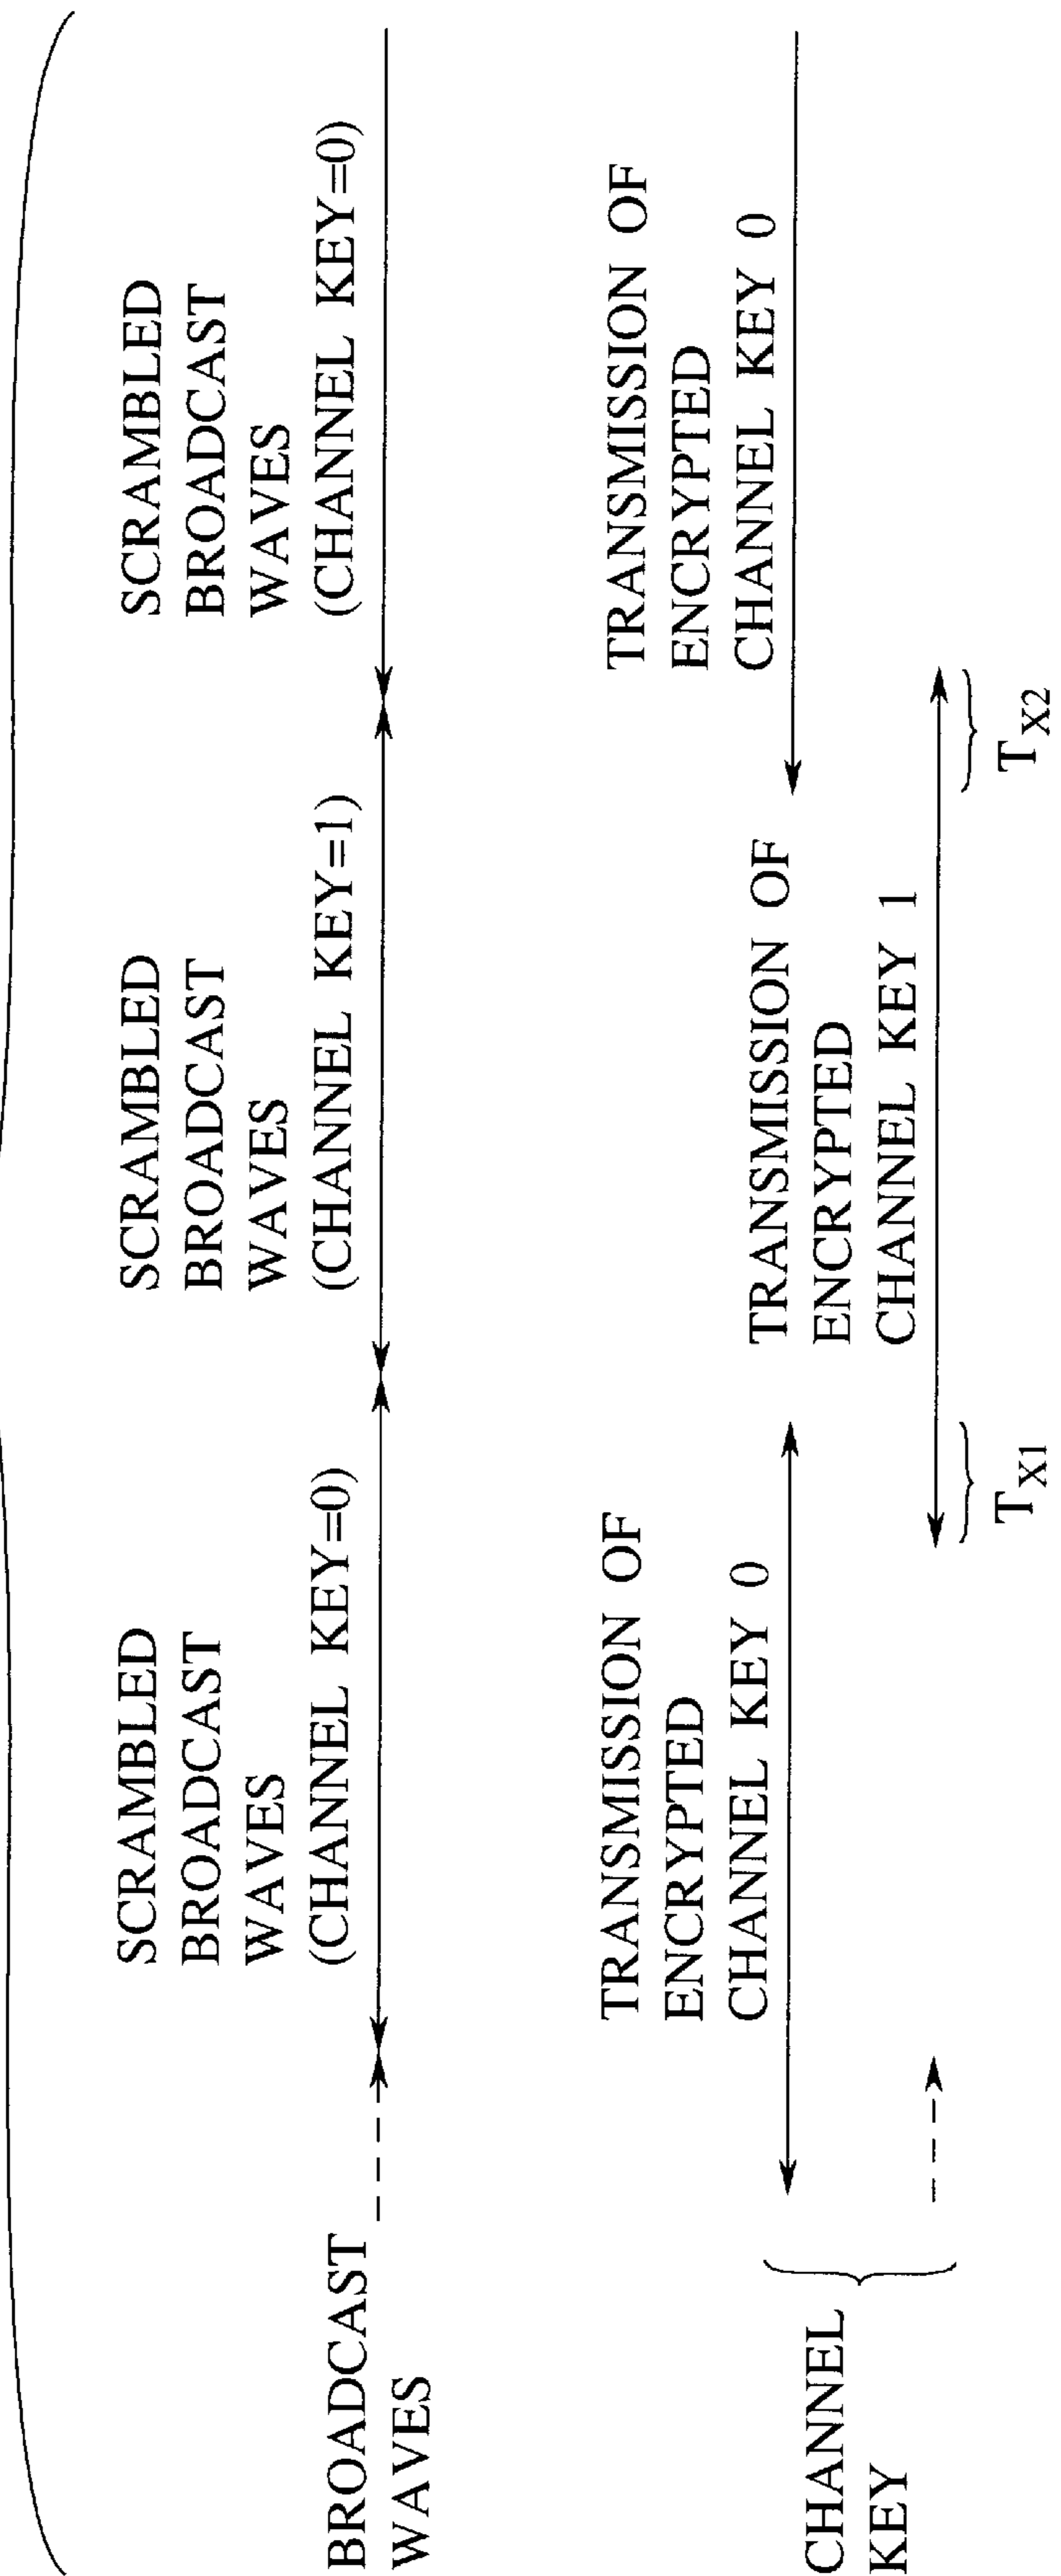 BROADCAST
WAVES
SCRAMBLED
BROADCAST
WAVES
(CHANNEL KEY=0)
SCRAMBLED
BROADCAST
WAVES
(CHANNEL KEY=1)
SCRAMBLED
BROADCAST
WAVES
(CHANNEL KEY=0)
CHANNEL
KEY
TRANSMISSION OF
ENCRYPTED
CHANNEL KEY 0
TRANSMISSION OF
ENCRYPTED
CHANNEL KEY 1
TRANSMISSION OF
ENCRYPTED
CHANNEL KEY 0
TX1
TX2